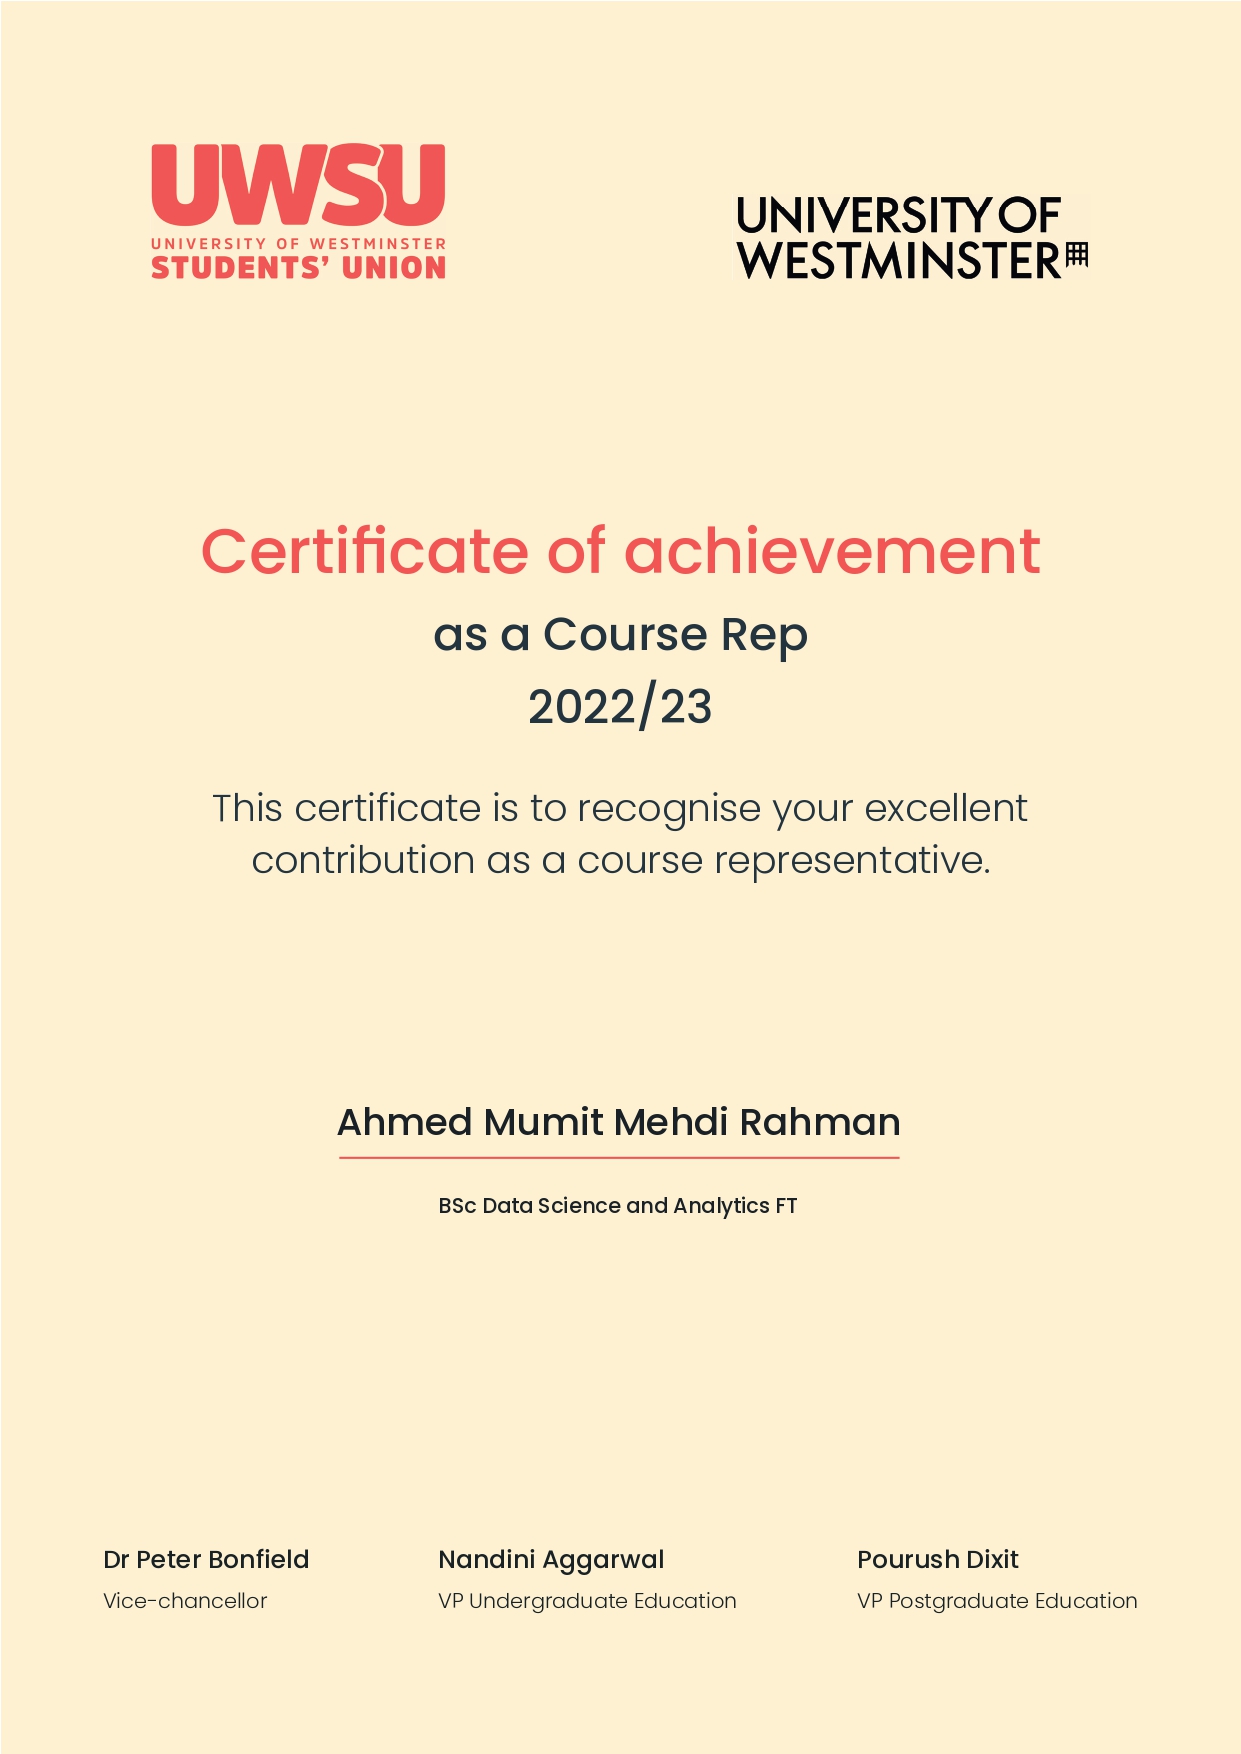 UWSU
UNIVERSITY OF WESTMINSTER
STUDENTS' UNION
UNIVERSITY OF
WESTMINSTER
Certificate of achievement
as a Course Rep
2022/23
This certificate is to recognise your excellent
contribution as a course representative.
Ahmed Mumit Mehdi Rahman
BSc Data Science and Analytics FT
Dr Peter Bonfield
Vice-chancellor
Nandini Aggarwal
VP Undergraduate Education
Pourush Dixit
VP Postgraduate Education